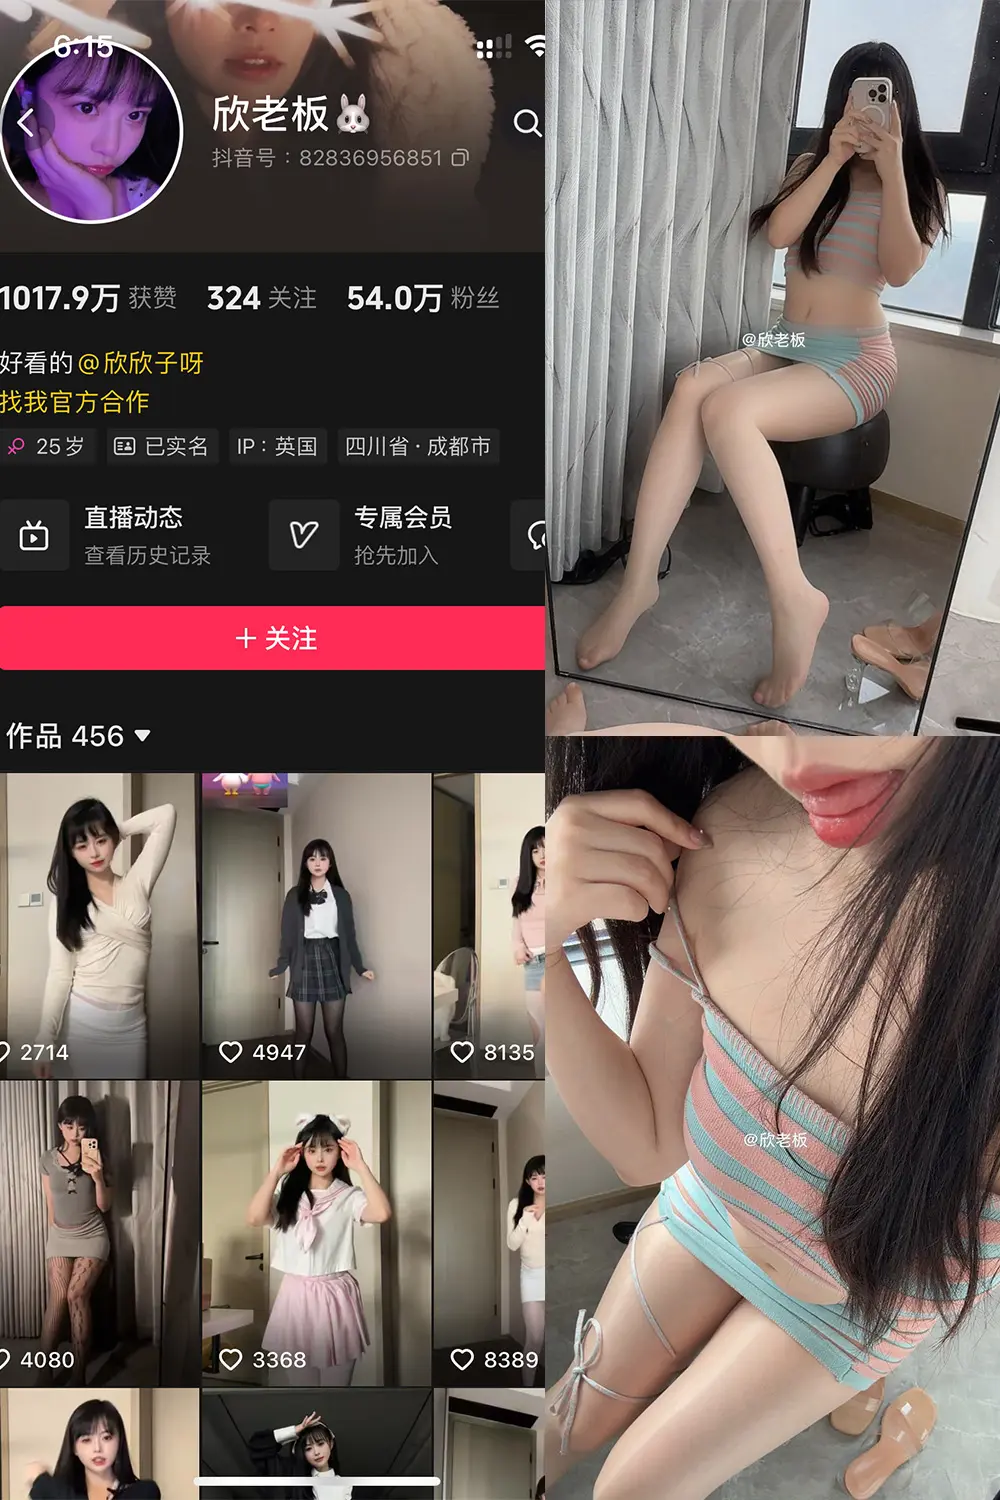 6:15
欣老板🐰
抖音号：82836956851
1017.9万 获赞 324 关注 54.0万 粉丝
好看的@欣欣子呀
找我官方合作
25岁 已实名 IP：英国 四川省·成都市
直播动态 专属会员
查看历史记录 抢先加入
+ 关注
作品 456
2714 4947 8135
4080 3368 8389
@欣老板
@欣老板